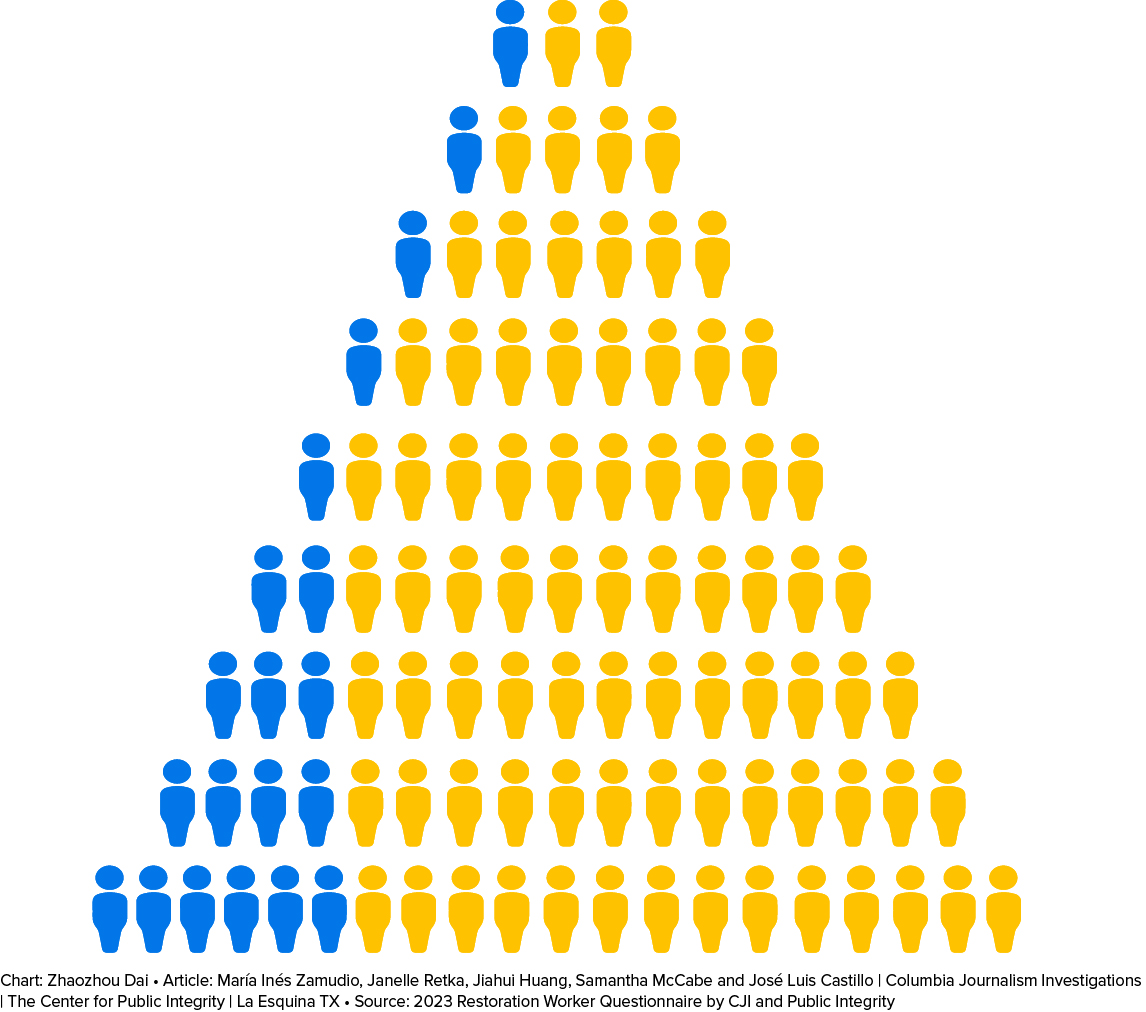 Chart: Zhaozhou Dai • Article: María Inés Zamudio, Janelle Retka, Jiahui Huang, Samantha McCabe and José Luis Castillo | Columbia Journalism Investigations
| The Center for Public Integrity | La Esquina TX • Source: 2023 Restoration Worker Questionnaire by CJI and Public Integrity